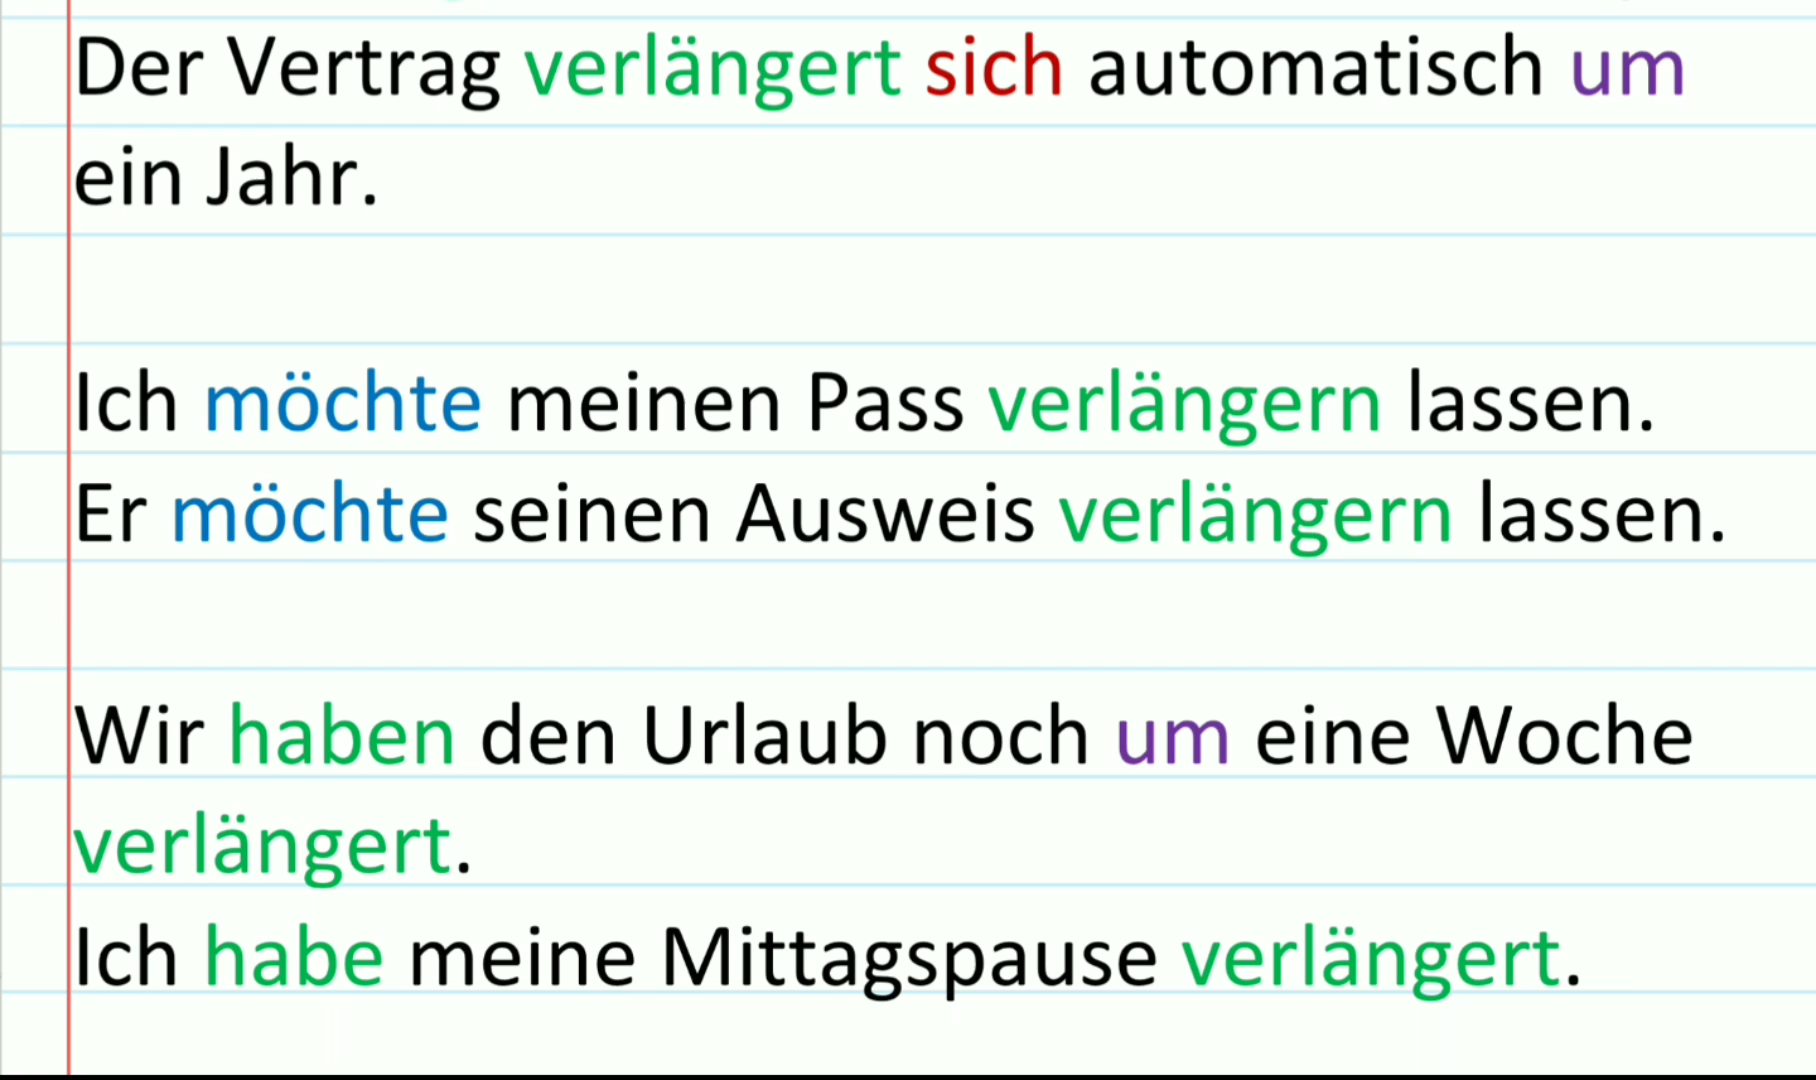 Der Vertrag verlängert sich automatisch um
ein Jahr.
Ich möchte meinen Pass verlängern lassen.
Er möchte seinen Ausweis verlängern lassen.
Wir haben den Urlaub noch um eine Woche
verlängert.
Ich habe meine Mittagspause verlängert.